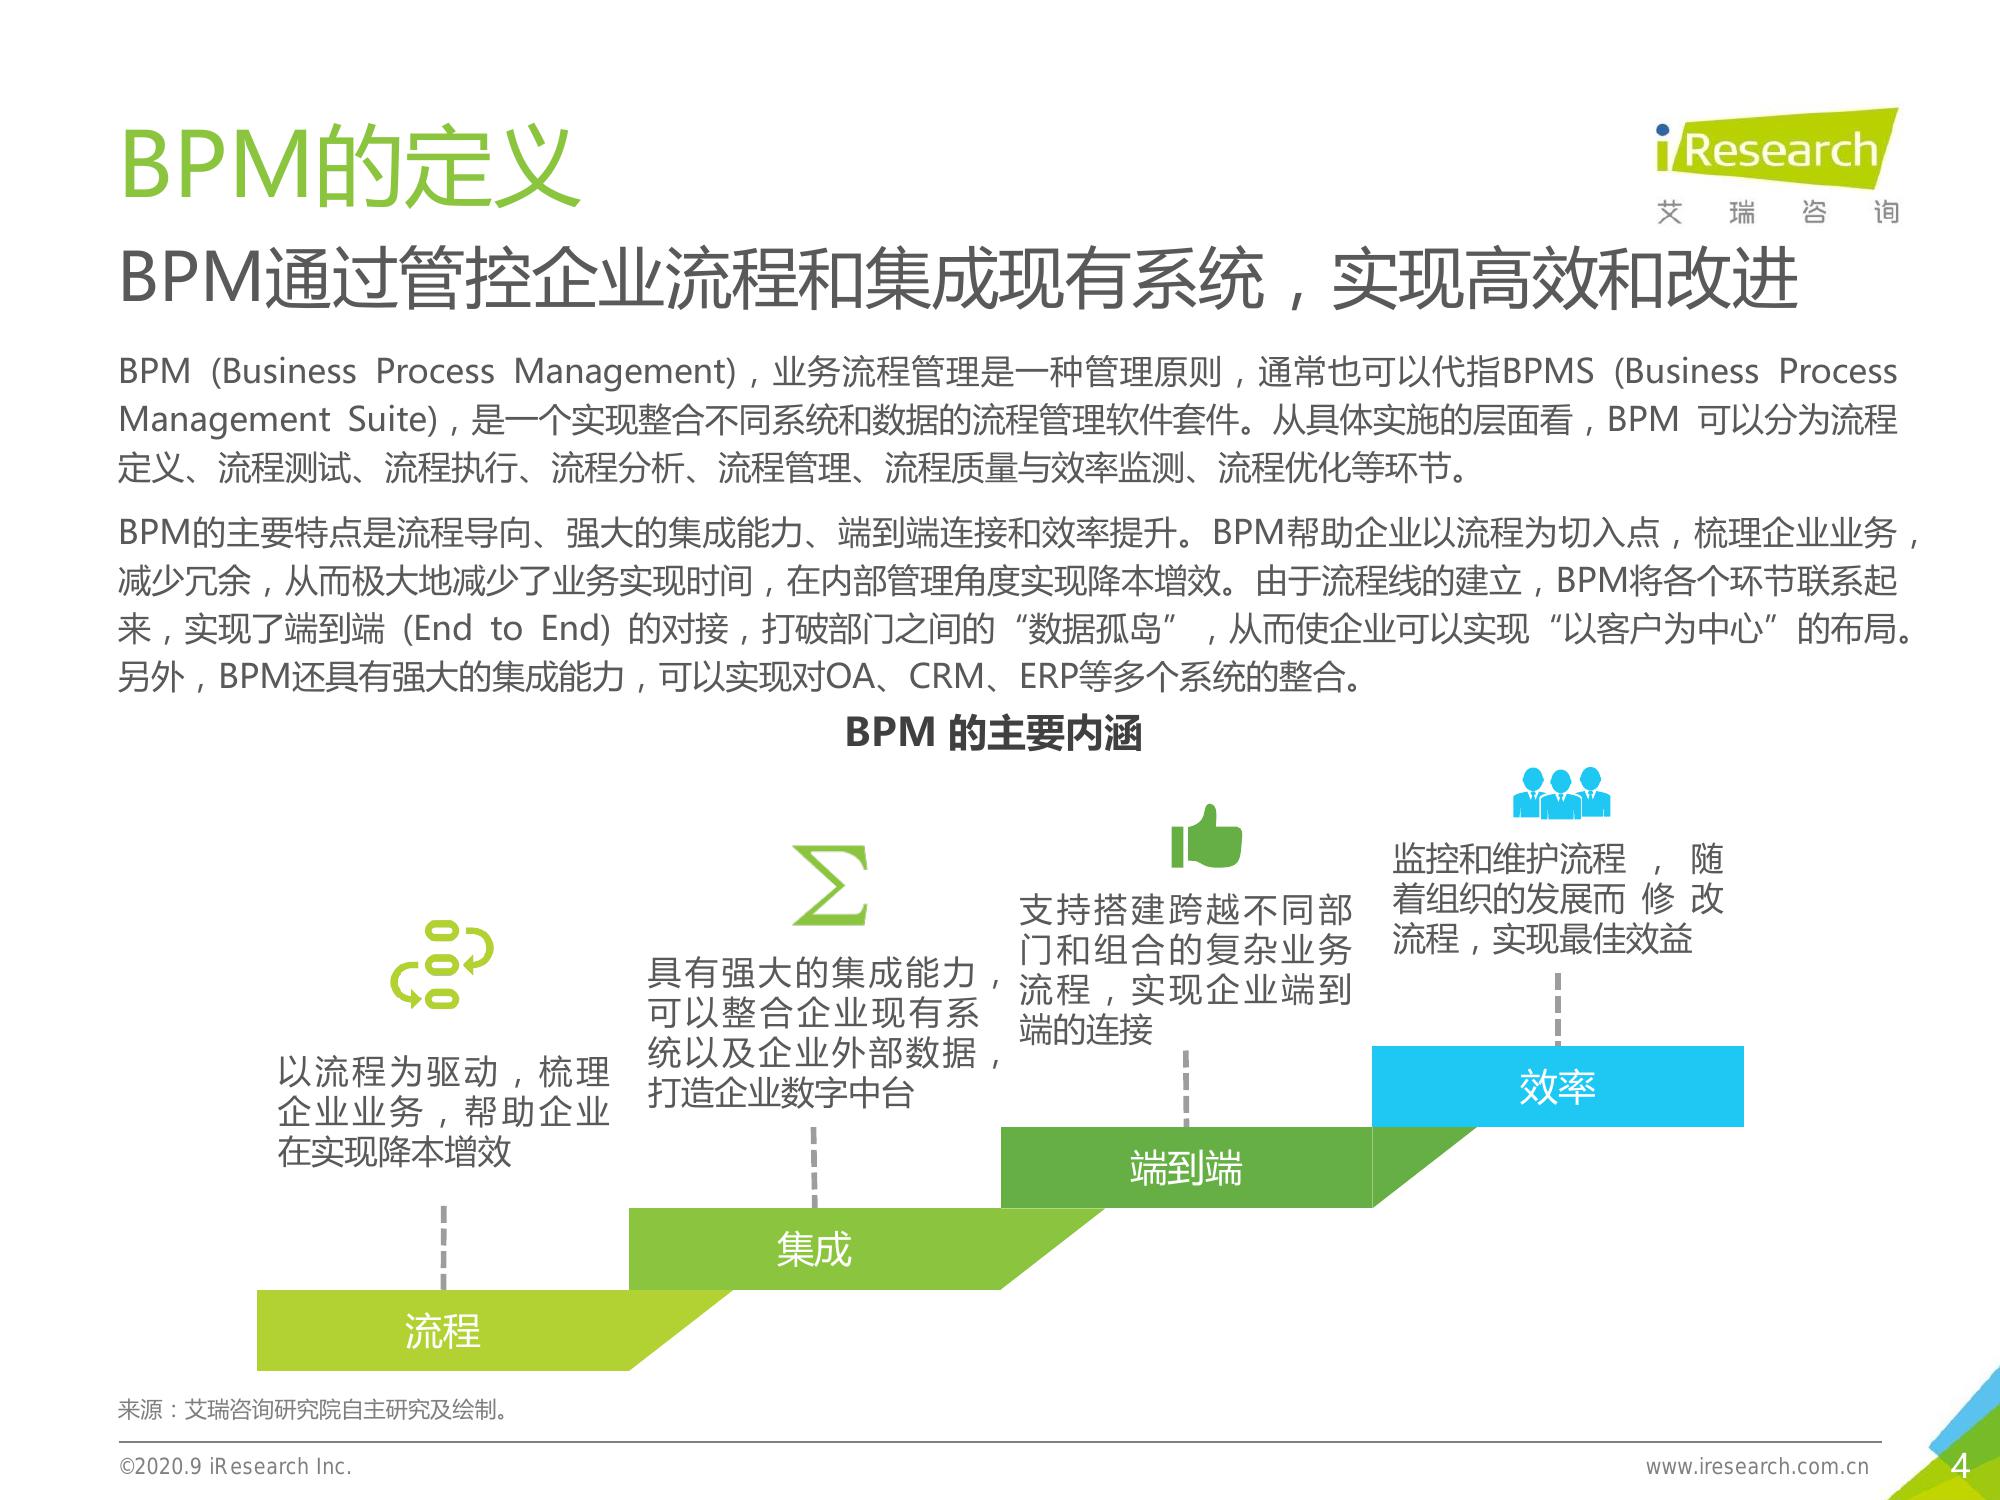 BPM的定义
iResearch
艾瑞咨询
BPM通过管控企业流程和集成现有系统，实现高效和改进
BPM (Business Process Management)，业务流程管理是一种管理原则，通常也可以代指BPMS (Business Process
Management Suite)，是一个实现整合不同系统和数据的流程管理软件套件。从具体实施的层面看，BPM 可以分为流程
定义、流程测试、流程执行、流程分析、流程管理、流程质量与效率监测、流程优化等环节。
BPM的主要特点是流程导向、强大的集成能力、端到端连接和效率提升。BPM帮助企业以流程为切入点，梳理企业业务，
减少冗余，从而极大地减少了业务实现时间，在内部管理角度实现降本增效。由于流程线的建立，BPM将各个环节联系起
来，实现了端到端 (End to End) 的对接，打破部门之间的“数据孤岛”，从而使企业可以实现“以客户为中心”的布局。
另外，BPM还具有强大的集成能力，可以实现对OA、CRM、ERP等多个系统的整合。
BPM 的主要内涵
以流程为驱动，梳理
企业业务，帮助企业
在实现降本增效
流程
具有强大的集成能力，
可以整合企业现有系
统以及企业外部数据，
打造企业数字中台
集成
支持搭建跨越不同部
门和组合的复杂业务
流程，实现企业端到
端的连接
端到端
监控和维护流程，随
着组织的发展而修改
流程，实现最佳效益
效率
来源：艾瑞咨询研究院自主研究及绘制。
©2020.9 iResearch Inc.
www.iresearch.com.cn
4